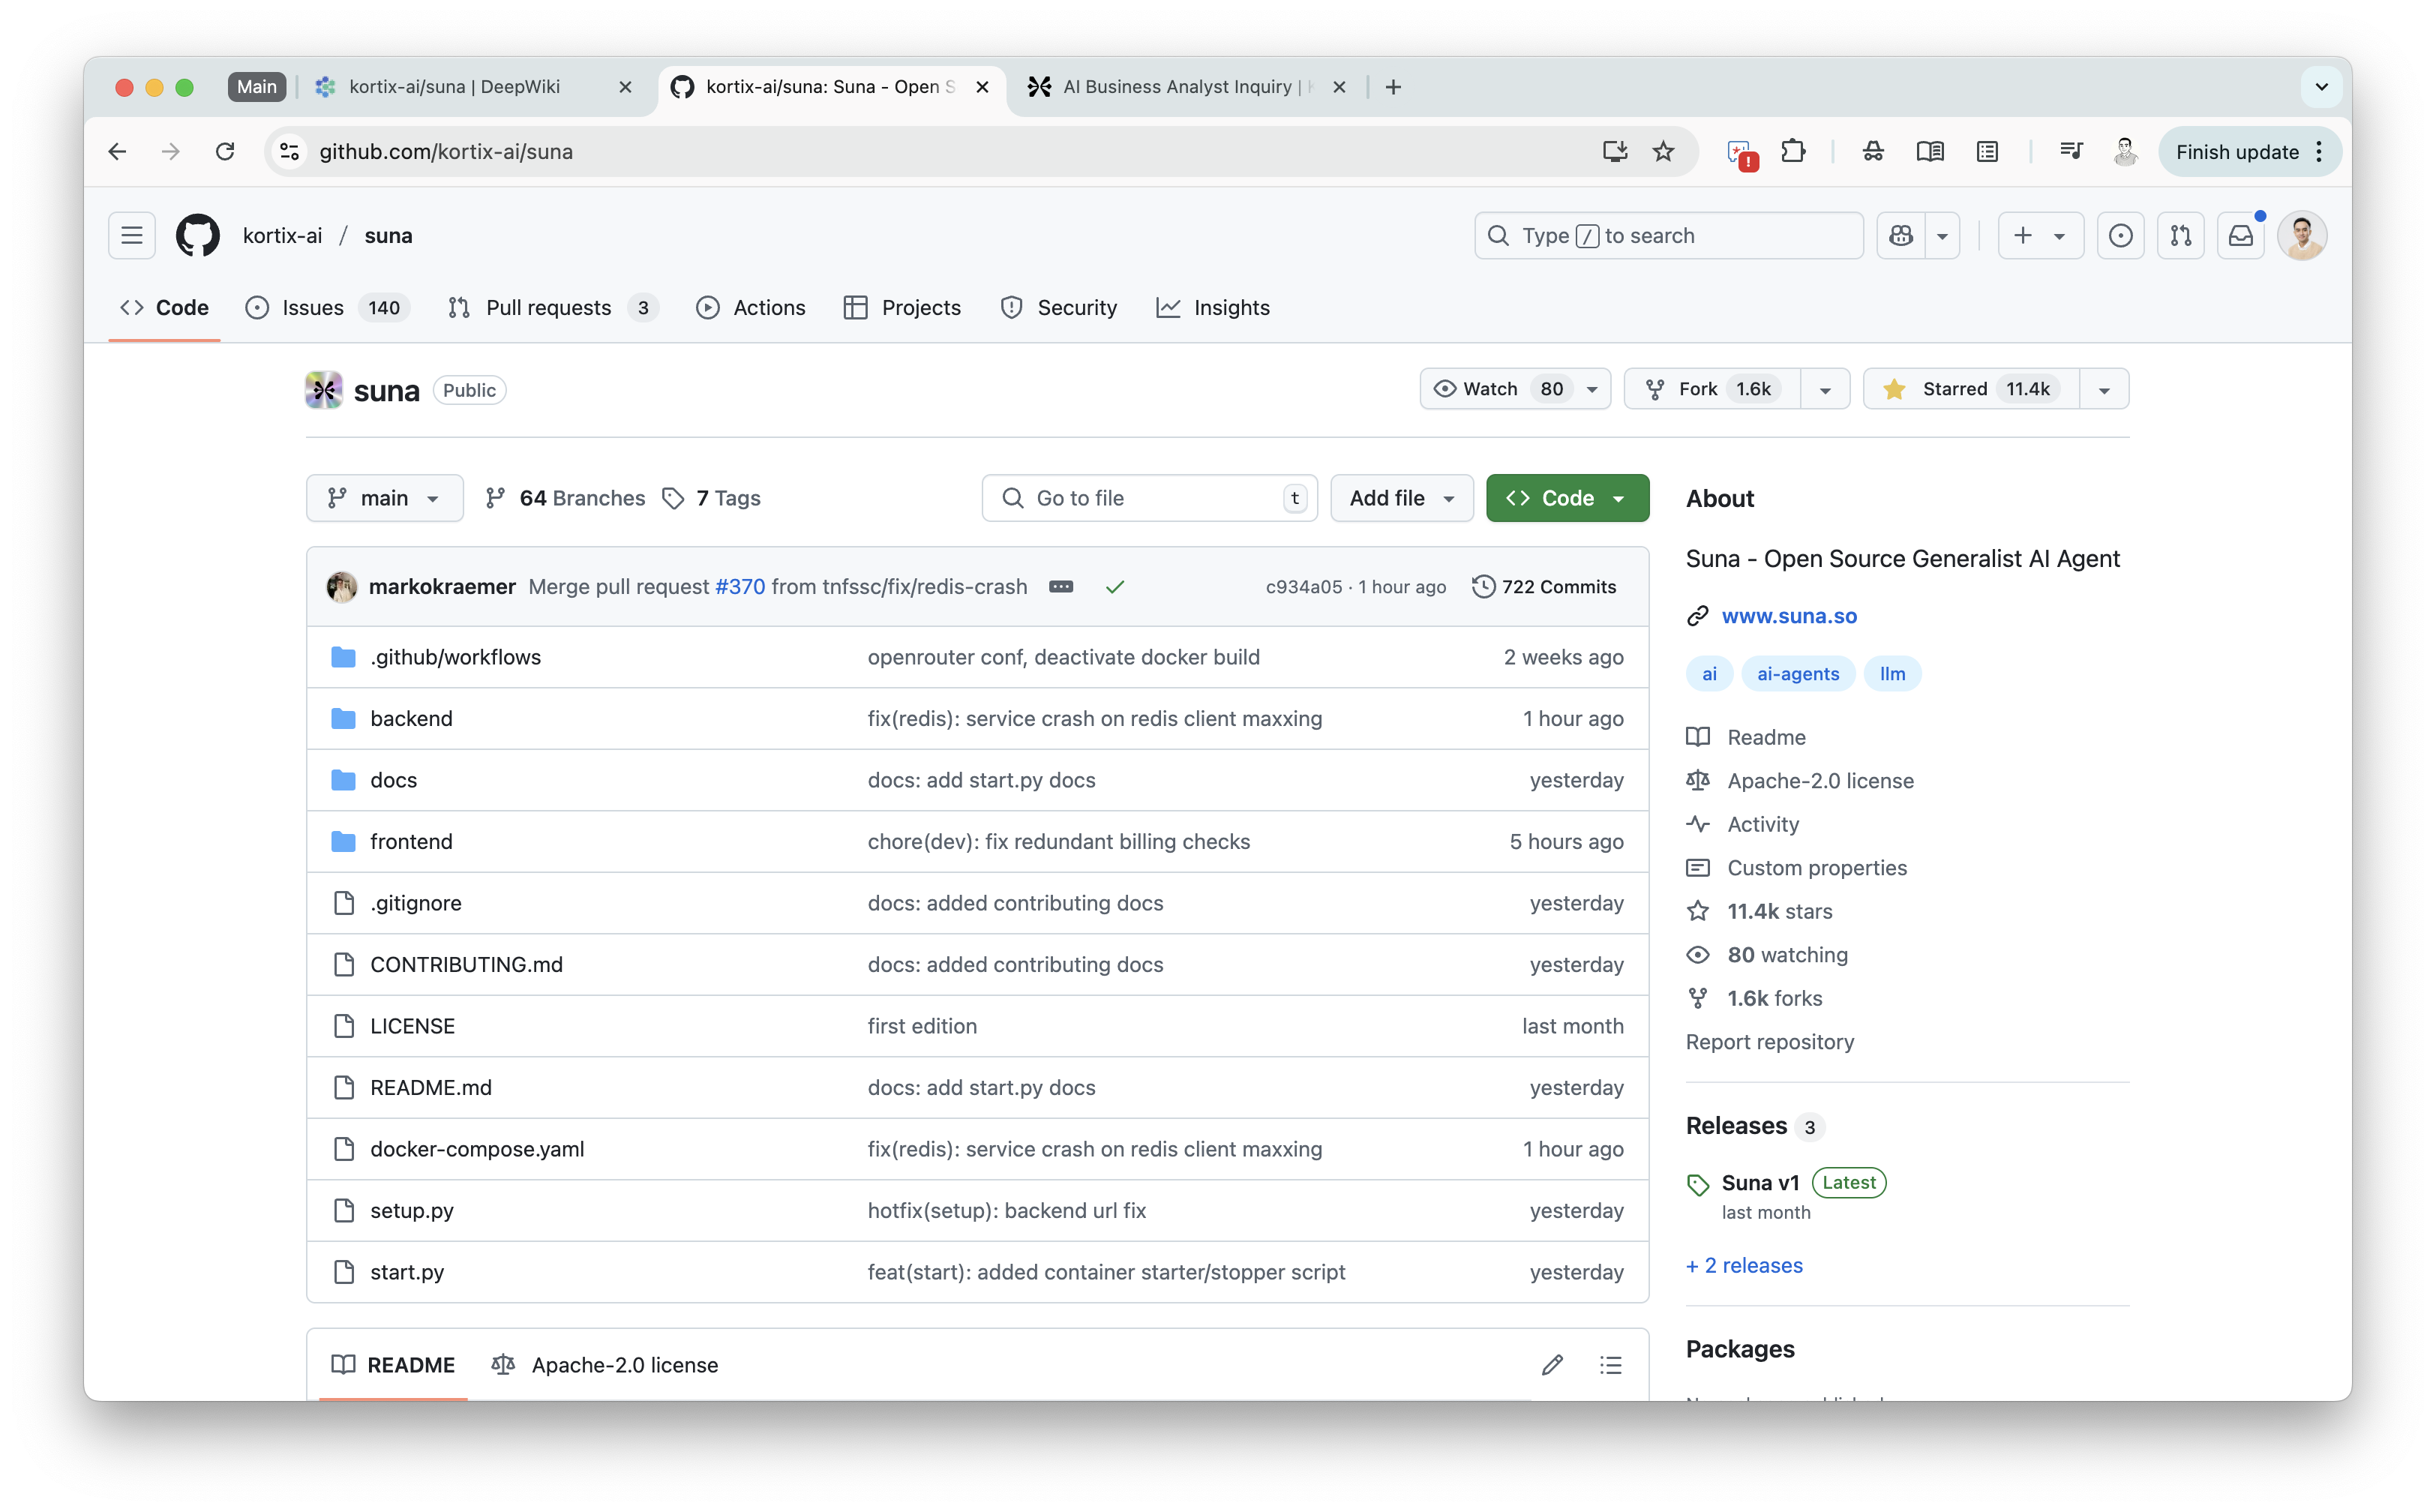 Main
kortix-ai/suna | DeepWiki
kortix-ai/suna: Suna - Open S
AI Business Analyst Inquiry |
github.com/kortix-ai/suna
Finish update
kortix-ai / suna
Type / to search
Code
Issues 140
Pull requests 3
Actions
Projects
Security
Insights
suna Public
Watch 80
Fork 1.6k
Starred 11.4k
main
64 Branches
7 Tags
Go to file t
Add file
Code
markokraemer Merge pull request #370 from tnfssc/fix/redis-crash c934a05 · 1 hour ago 722 Commits
.github/workflows openrouter conf, deactivate docker build 2 weeks ago
backend fix(redis): service crash on redis client maxxing 1 hour ago
docs docs: add start.py docs yesterday
frontend chore(dev): fix redundant billing checks 5 hours ago
.gitignore docs: added contributing docs yesterday
CONTRIBUTING.md docs: added contributing docs yesterday
LICENSE first edition last month
README.md docs: add start.py docs yesterday
docker-compose.yaml fix(redis): service crash on redis client maxxing 1 hour ago
setup.py hotfix(setup): backend url fix yesterday
start.py feat(start): added container starter/stopper script yesterday
README
Apache-2.0 license
About
Suna - Open Source Generalist AI Agent
www.suna.so
ai ai-agents llm
Readme
Apache-2.0 license
Activity
Custom properties
11.4k stars
80 watching
1.6k forks
Report repository
Releases 3
Suna v1 Latest
last month
+ 2 releases
Packages